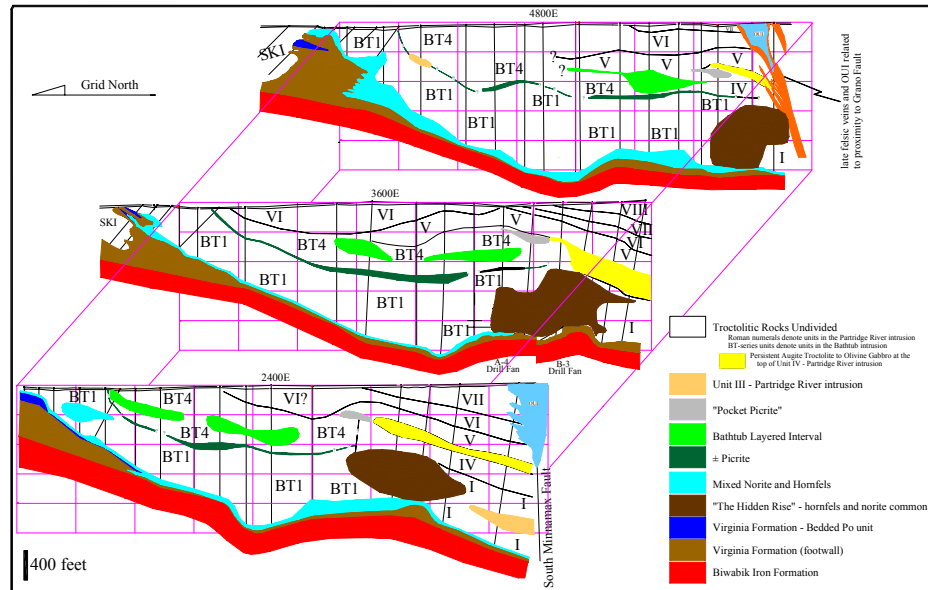 4800E
SKI
BT1
BT4
VI
VII
V
V
V
?
?
BT4
IV
BT1
BT1
BT4
BT1
BT1
BT1
BT1
I
Grid North
late felsic veins and OUI related
to proximity to Grano Fault
3600E
SKI
BT1
VI
VI
V
V
VIII
VII
VI
V
BT4
BT4
BT4
BT1
BT1
BT1
BT1
I
A-4
Drill Fan
B-3
Drill Fan
2400E
BT1
BT4
VI?
VII
VI
V
IV
BT4
BT4
BT1
BT1
BT1
I
I
I
South Minnamax Fault
400 feet
Troctolitic Rocks Undivided
Roman numerals denote units in the Partridge River intrusion
BT-series units denote units in the Bathtub intrusion
Persistent Augite Troctolite to Olivine Gabbro at the
top of Unit IV - Partridge River intrusion
Unit III - Partridge River intrusion
"Pocket Picrite"
Bathtub Layered Interval
± Picrite
Mixed Norite and Hornfels
"The Hidden Rise" - hornfels and norite common
Virginia Formation - Bedded Po unit
Virginia Formation (footwall)
Biwabik Iron Formation